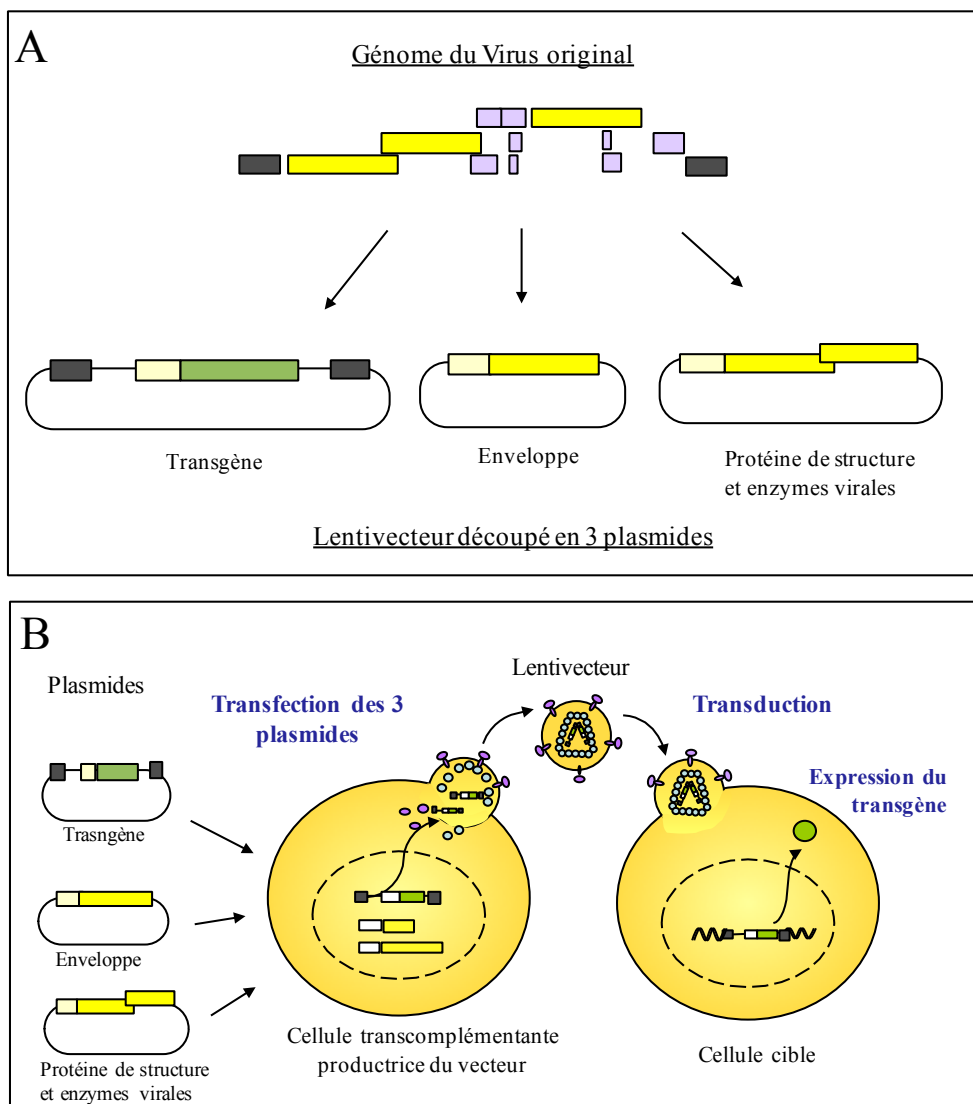 A
Génome du Virus original
Transgène
Enveloppe
Protéine de structure
et enzymes virales
Lentivecteur découpé en 3 plasmides
B
Plasmides
Transfection des 3
plasmides
Lentivecteur
Transduction
Expression du
transgène
Trasngène
Enveloppe
Protéine de structure
et enzymes virales
Cellule transcomplémentante
productrice du vecteur
Cellule cible